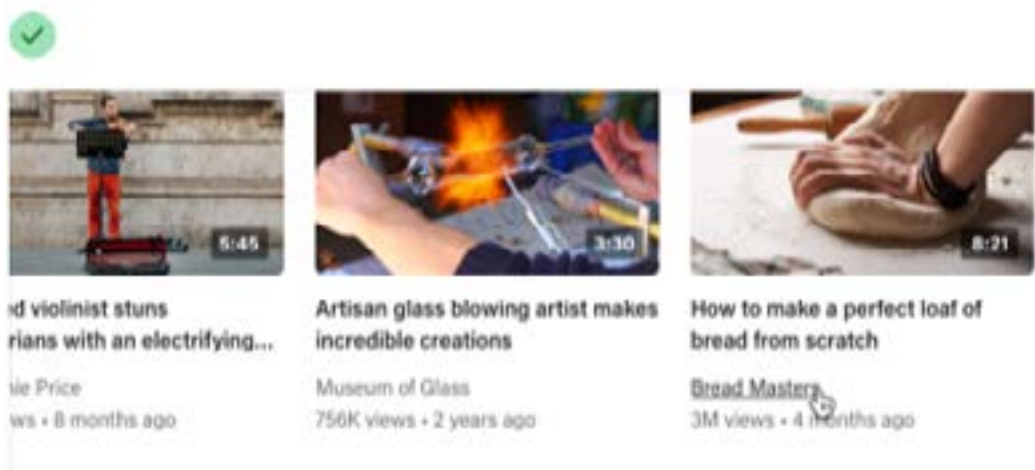 5:45
3:30
8:21
d violinist stuns
rians with an electrifying...
Artisan glass blowing artist makes
incredible creations
How to make a perfect loaf of
bread from scratch
ie Price
ws • 8 months ago
Museum of Glass
756K views • 2 years ago
Bread Masters
3M views • 4 months ago